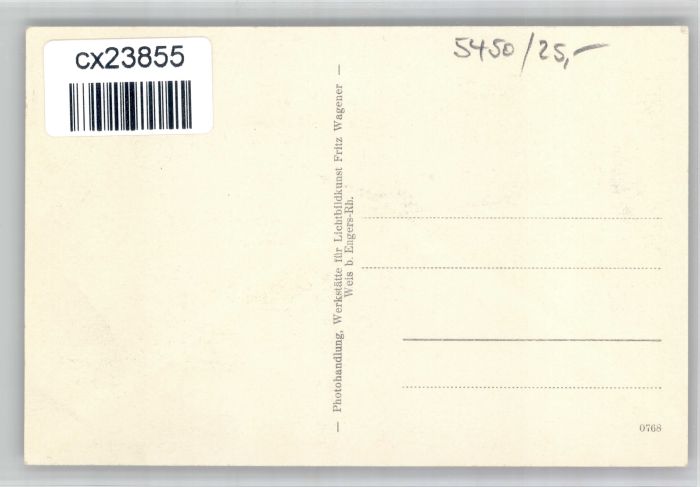 cx23855
5450/25,-
— Photohandlung, Werkstätte für Lichtbildkunst Fritz Wagener —
Weis b. Engers-Rh.
0768